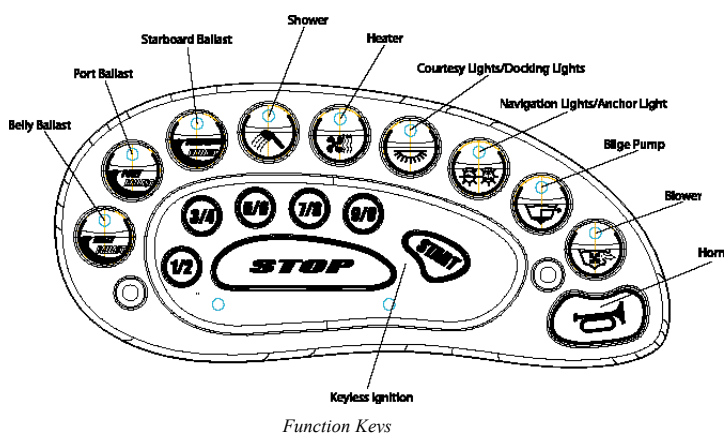 Shower
Starboard Ballast
Heater
Courtesy Lights/Docking Lights
Port Ballast
Navigation Lights/Anchor Light
Belly Ballast
Bilge Pump
Blower
3/4
5/6
7/8
9/0
START
1/2
STOP
Horn
Keyless Ignition
Function Keys